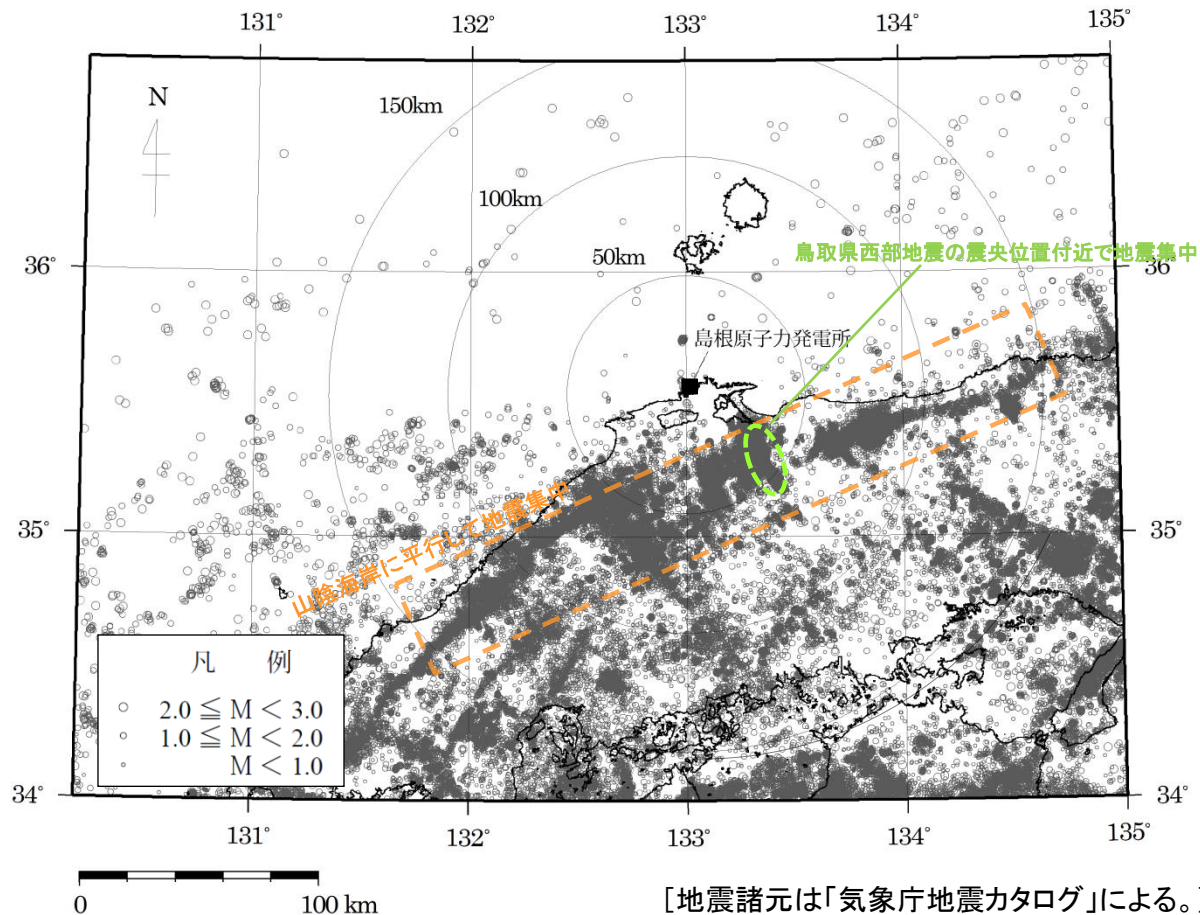 131° 132° 133° 134° 135°
N
150km
100km
50km
鳥取県西部地震の震央位置付近で地震集中
36° 36°
島根原子力発電所
35° 35°
山陰海岸に平行して地震集中
凡 例
2.0 ≦ M < 3.0
1.0 ≦ M < 2.0
M < 1.0
34° 34°
131° 132° 133° 134° 135°
0 100 km
[地震諸元は「気象庁地震カタログ」による。]